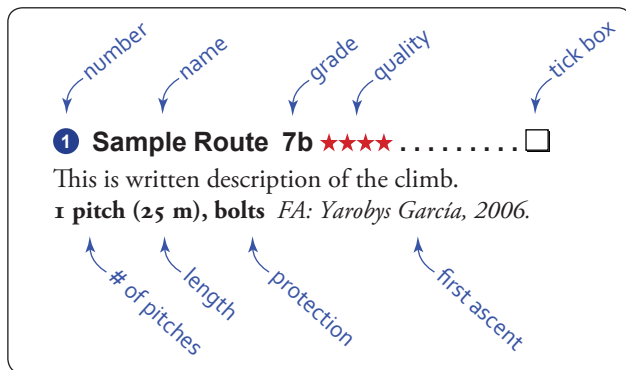 number name grade quality tick box
1 Sample Route 7b ★★★★ . . . . . . . . . ☐
This is written description of the climb.
1 pitch (25 m), bolts FA: Yarobys García, 2006.
# of pitches length protection first ascent